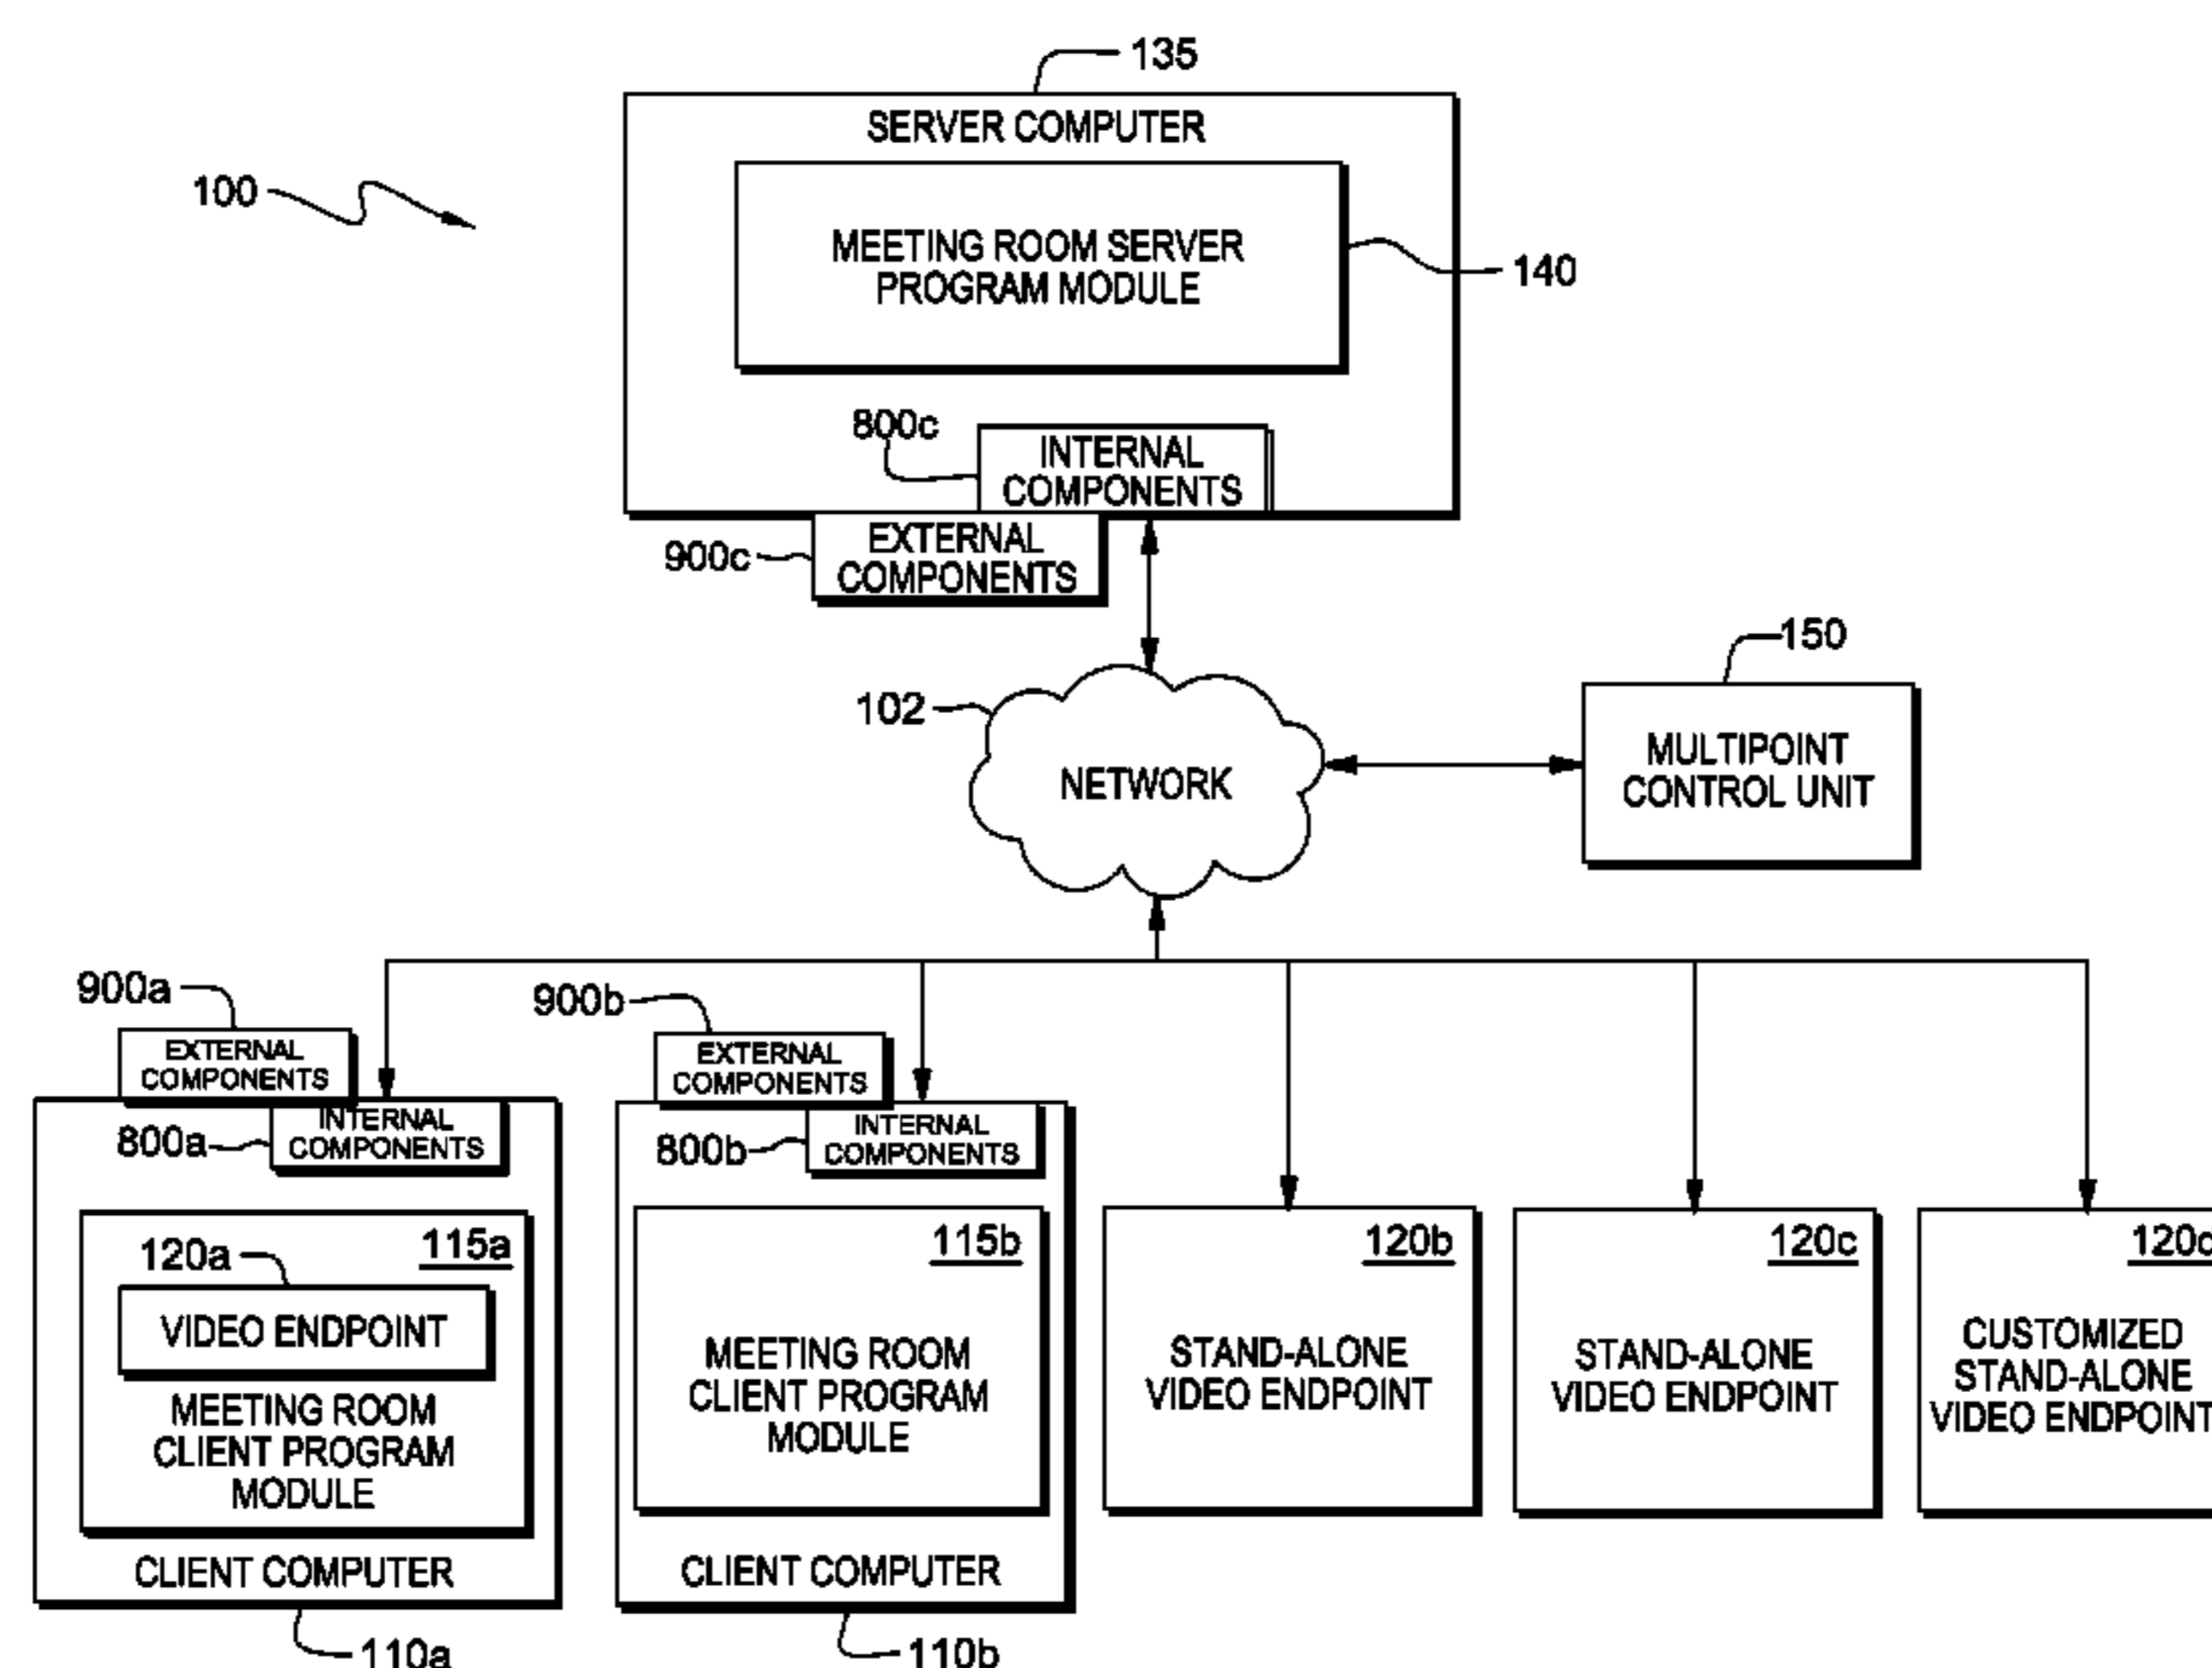 135
SERVER COMPUTER
100
MEETING ROOM SERVER
PROGRAM MODULE
140
800c
INTERNAL
COMPONENTS
900c
EXTERNAL
COMPONENTS
150
102
NETWORK
MULTIPOINT
CONTROL UNIT
900a
EXTERNAL
COMPONENTS
900b
EXTERNAL
COMPONENTS
800a
INTERNAL
COMPONENTS
800b
INTERNAL
COMPONENTS
115a
120a
VIDEO ENDPOINT
MEETING ROOM
CLIENT PROGRAM
MODULE
CLIENT COMPUTER
110a
115b
MEETING ROOM
CLIENT PROGRAM
MODULE
CLIENT COMPUTER
110b
120b
STAND-ALONE
VIDEO ENDPOINT
120c
STAND-ALONE
VIDEO ENDPOINT
120d
CUSTOMIZED
STAND-ALONE
VIDEO ENDPOINT